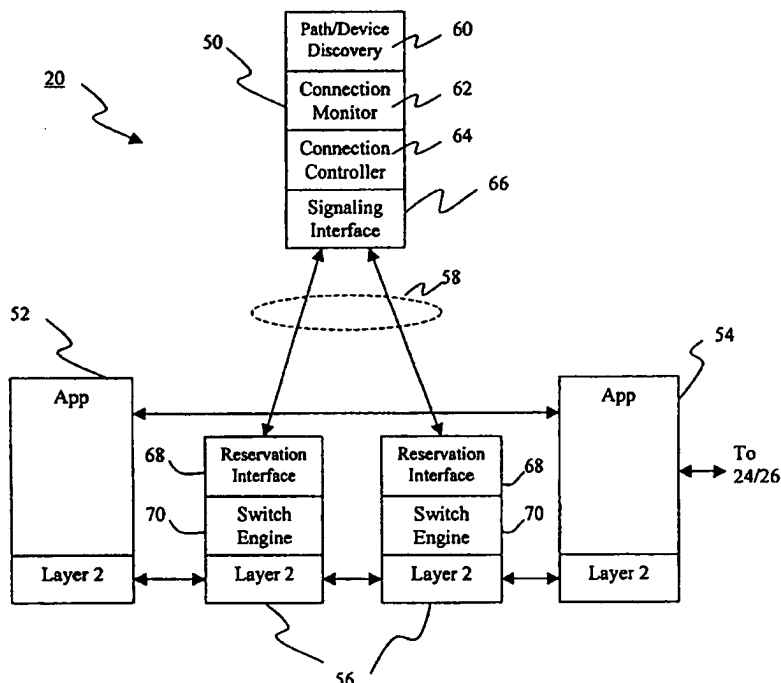 Path/Device
Discovery
60
50
20
Connection
Monitor
62
Connection
Controller
64
Signaling
Interface
66
58
52
54
App
App
68
Reservation
Interface
Reservation
Interface
68
To
24/26
70
Switch
Engine
Switch
Engine
70
Layer 2
Layer 2
Layer 2
Layer 2
56